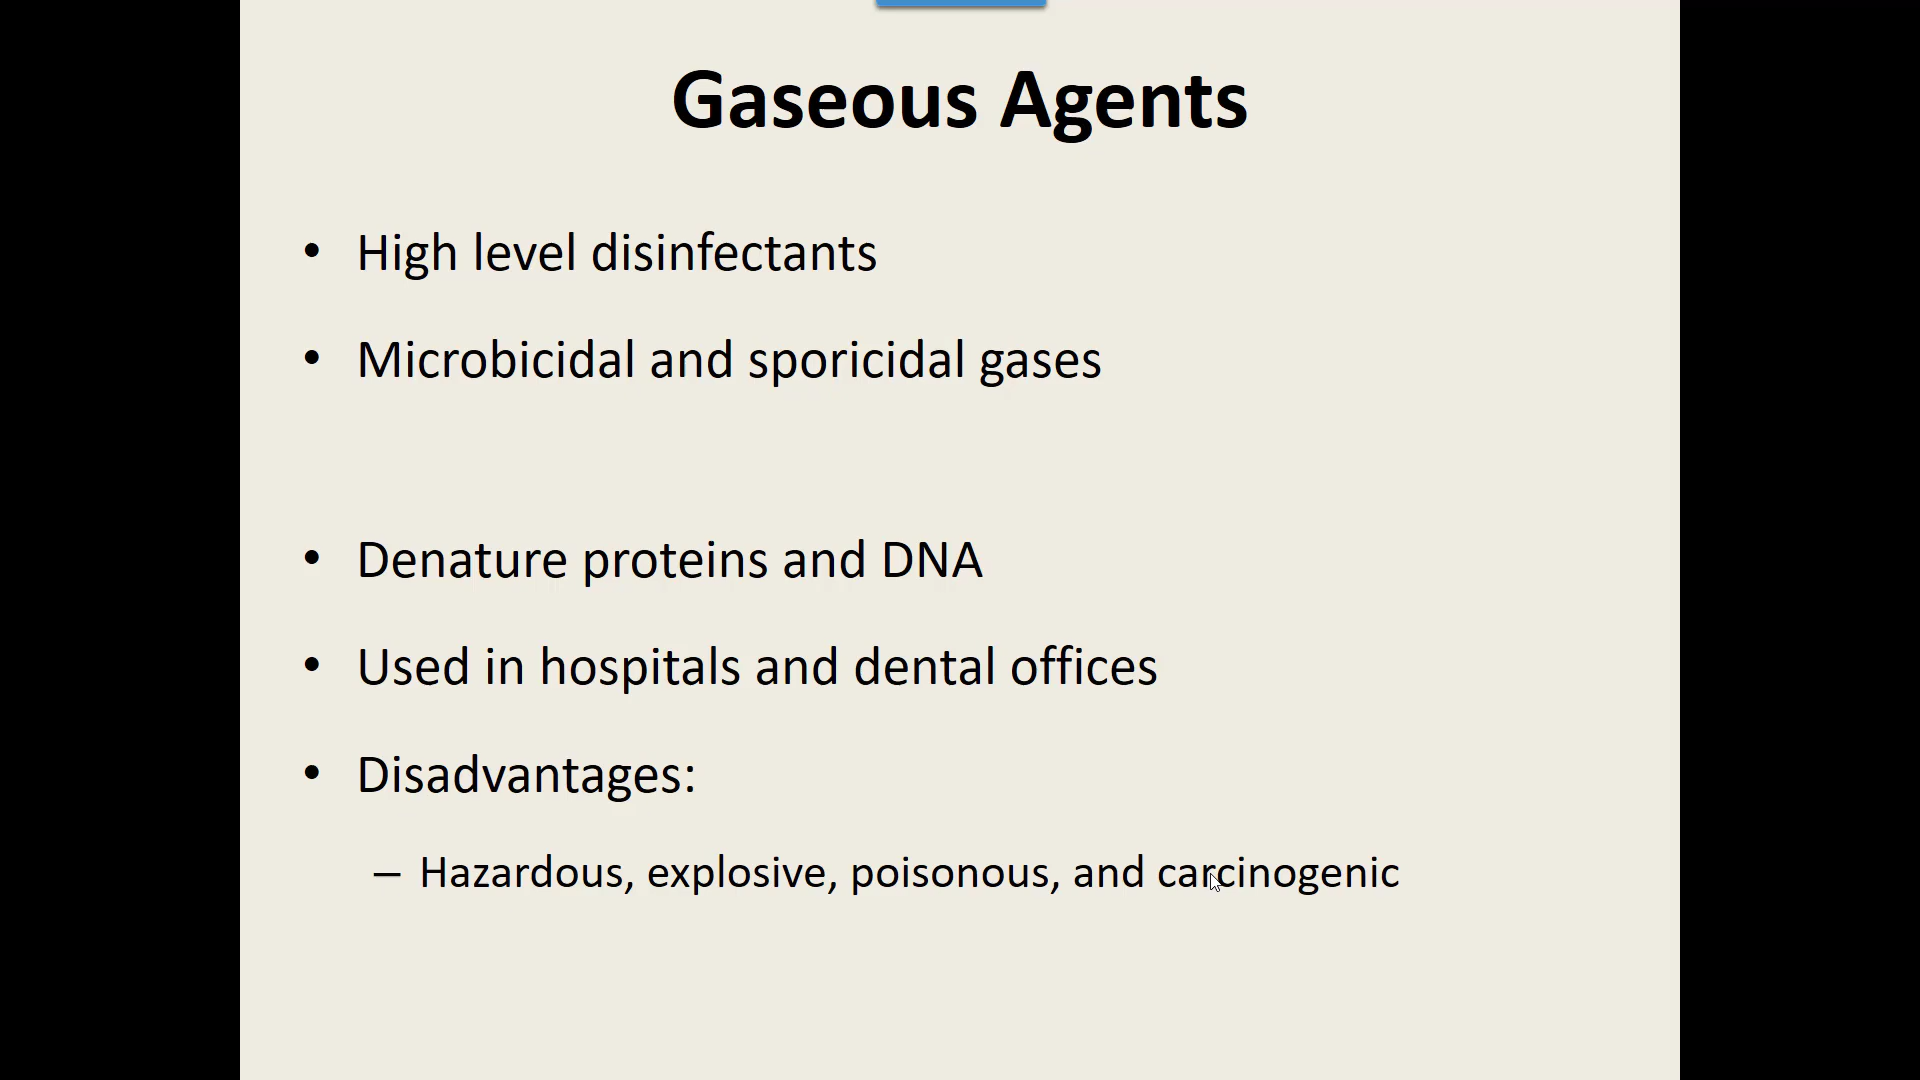 Gaseous Agents
• High level disinfectants
• Microbicidal and sporicidal gases
• Denature proteins and DNA
• Used in hospitals and dental offices
• Disadvantages:
– Hazardous, explosive, poisonous, and carcinogenic